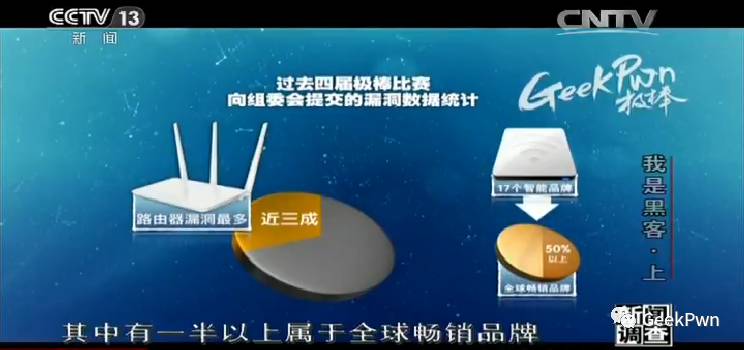 CCTV 13
新闻
CNTV
过去四届极棒比赛
向组委会提交的漏洞数据统计
GeekPwn
极棒
路由器漏洞最多
近三成
17个智能品牌
50%
以上
全球畅销品牌
我是黑客·上
新闻
调查
GeekPwn
其中有一半以上属于全球畅销品牌